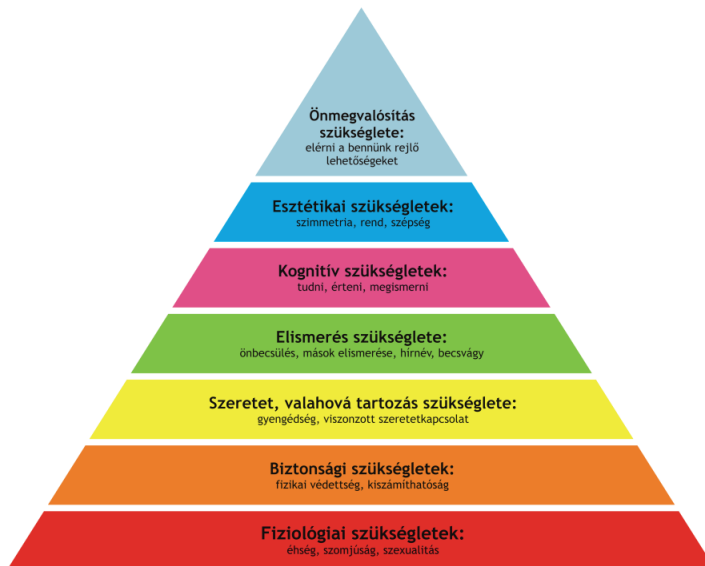 Önmegvalósítás
szükséglete:
elérni a bennünk rejlő
lehetőségeket
Esztétikai szükségletek:
szimmetria, rend, szépség
Kognitív szükségletek:
tudni, érteni, megismerni
Elismerés szükséglete:
önbecsülés, mások elismerése, hírnév, becsvágy
Szeretet, valahová tartozás szükséglete:
gyengédség, viszonzott szeretetkapcsolat
Biztonsági szükségletek:
fizikai védettség, kiszámíthatóság
Fiziológiai szükségletek:
éhség, szomjúság, szexualitás